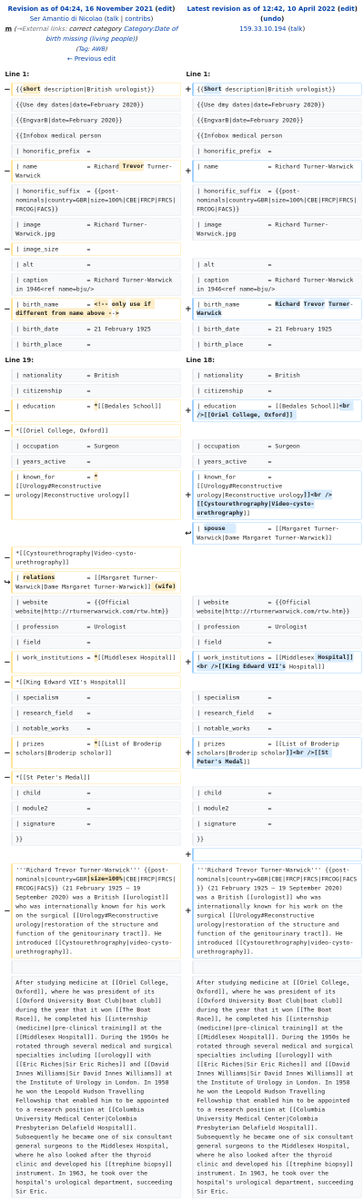 Revision as of 04:24, 16 November 2021 (edit)
Ser Amantio di Nicolao (talk | contribs)
m (→External links: correct category Category:Date of
birth missing (living people))
(Tag: AWB)
← Previous edit
Latest revision as of 12:42, 10 April 2022 (edit)
(undo)
159.33.10.194 (talk)
Line 1:
Line 1:
− {{short description|British urologist}}
+ {{Short description|British urologist}}
{{Use dmy dates|date=February 2020}}
{{Use dmy dates|date=February 2020}}
{{EngvarB|date=February 2020}}
{{EngvarB|date=February 2020}}
{{Infobox medical person
{{Infobox medical person
| honorific_prefix =
| honorific_prefix =
− | name = Richard Trevor Turner-
Warwick
+ | name = Richard Turner-Warwick
| honorific_suffix = {{post-
nominals|country=GBR|size=100%|CBE|FRCP|FRCS|
FRCOG|FACS}}
| honorific_suffix = {{post-
nominals|country=GBR|size=100%|CBE|FRCP|FRCS|
FRCOG|FACS}}
| image = Richard Turner-
Warwick.jpg
| image = Richard Turner-
Warwick.jpg
− | image_size =
| alt =
| alt =
| caption = Richard Turner-Warwick
in 1946<ref name=bju/>
| caption = Richard Turner-Warwick
in 1946<ref name=bju/>
− | birth_name = <!-- only use if
different from name above -->
+ | birth_name = Richard Trevor Turner-
Warwick
| birth_date = 21 February 1925
| birth_date = 21 February 1925
| birth_place =
| birth_place =
Line 19:
Line 18:
| nationality = British
| nationality = British
| citizenship =
| citizenship =
− | education = *[[Bedales School]]
+ | education = [[Bedales School]]<br
/>[[Oriel College, Oxford]]
− *[[Oriel College, Oxford]]
| occupation = Surgeon
| occupation = Surgeon
| years_active =
| years_active =
− | known_for = *
*[[Urology#Reconstructive
urology|Reconstructive urology]]
+ | known_for =
[[Urology#Reconstructive
urology|Reconstructive urology]]<br />
[[Cystourethrography|Video-cysto-
urethrography]]
| spouse = [[Margaret Turner-
Warwick|Dame Margaret Turner-Warwick]]
− *[[Cystourethrography|Video-cysto-
urethrography]]
| relations = [[Margaret Turner-
Warwick|Dame Margaret Turner-Warwick]] (wife)
| website = {{Official
website|http://rturnerwarwick.com/rtw.htm}}
| website = {{Official
website|http://rturnerwarwick.com/rtw.htm}}
| profession = Urologist
| profession = Urologist
| field =
| field =
− | work_institutions = *[[Middlesex Hospital]]
+ | work_institutions = [[Middlesex Hospital]]
<br />[[King Edward VII's Hospital]]
− *[[King Edward VII's Hospital]]
| specialism =
| specialism =
| research_field =
| research_field =
| notable_works =
| notable_works =
− | prizes = *[[List of Broderip
scholars|Broderip scholar]]
+ | prizes = [[List of Broderip
scholars|Broderip scholar]]<br />[[St
Peter's Medal]]
− *[[St Peter's Medal]]
| child =
| child =
| module2 =
| module2 =
| signature =
| signature =
}}
}}
+
− '''Richard Trevor Turner-Warwick''' {{post-
nominals|country=GBR|size=100%|CBE|FRCP|FRCS|
FRCOG|FACS}} (21 February 1925 – 19
September 2020) was a British [[urologist]]
who was internationally known for his work
on the surgical [[Urology#Reconstructive
urology|restoration of the structure and
function of the genitourinary tract]]. He
introduced [[Cystourethrography|video-cysto-
urethrography]].
+ '''Richard Trevor Turner-Warwick''' {{post-
nominals|country=GBR|CBE|FRCP|FRCS|FRCOG|FACS
}} (21 February 1925 – 19 September 2020)
was a British [[urologist]] who was
internationally known for his work on the
surgical [[Urology#Reconstructive
urology|restoration of the structure and
function of the genitourinary tract]]. He
introduced [[Cystourethrography|video-cysto-
urethrography]].
After studying medicine at [[Oriel College,
Oxford]], where he was president of its
[[Oxford University Boat Club|boat club]]
during the year that it won [[The Boat
Race]], he completed his [[internship
(medicine)|pre-clinical training]] at the
[[Middlesex Hospital]]. During the 1950s he
rotated through several medical and surgical
specialties including [[urology]] with
[[Eric Riches|Sir Eric Riches]] and [[David
Innes Williams|Sir David Innes Williams]] at
the Institute of Urology in London. In 1958
he won the Leopold Hudson Travelling
Fellowship that enabled him to be appointed
to a research position at [[Columbia
University Medical Center|Columbia
Presbyterian Delafield Hospital]].
Subsequently he became one of six consultant
general surgeons to the Middlesex Hospital,
where he also looked after the thyroid
clinic and developed his [[trephine biopsy]]
instrument. In 1963, he took over the
hospital's urological department, succeeding
Sir Eric.
After studying medicine at [[Oriel College,
Oxford]], where he was president of its
[[Oxford University Boat Club|boat club]]
during the year that it won [[The Boat
Race]], he completed his [[internship
(medicine)|pre-clinical training]] at the
[[Middlesex Hospital]]. During the 1950s he
rotated through several medical and surgical
specialties including [[urology]] with
[[Eric Riches|Sir Eric Riches]] and [[David
Innes Williams|Sir David Innes Williams]] at
the Institute of Urology in London. In 1958
he won the Leopold Hudson Travelling
Fellowship that enabled him to be appointed
to a research position at [[Columbia
University Medical Center|Columbia
Presbyterian Delafield Hospital]].
Subsequently he became one of six consultant
general surgeons to the Middlesex Hospital,
where he also looked after the thyroid
clinic and developed his [[trephine biopsy]]
instrument. In 1963, he took over the
hospital's urological department, succeeding
Sir Eric.